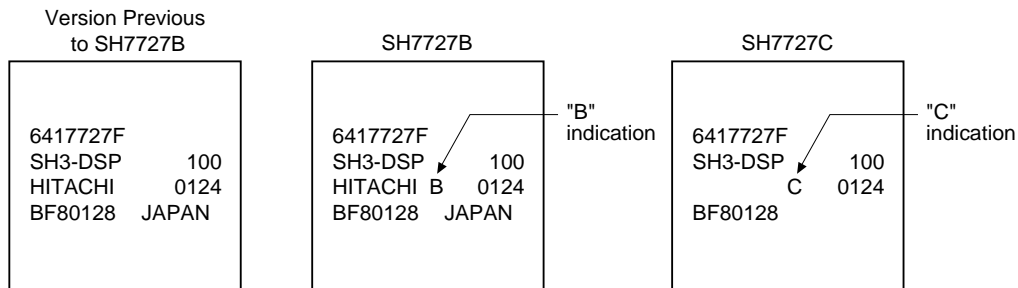 Version Previous
to SH7727B
6417727F
SH3-DSP 100
HITACHI 0124
BF80128 JAPAN
SH7727B
6417727F
SH3-DSP 100
HITACHI B 0124
BF80128 JAPAN
"B"
indication
SH7727C
6417727F
SH3-DSP 100
C 0124
BF80128
"C"
indication